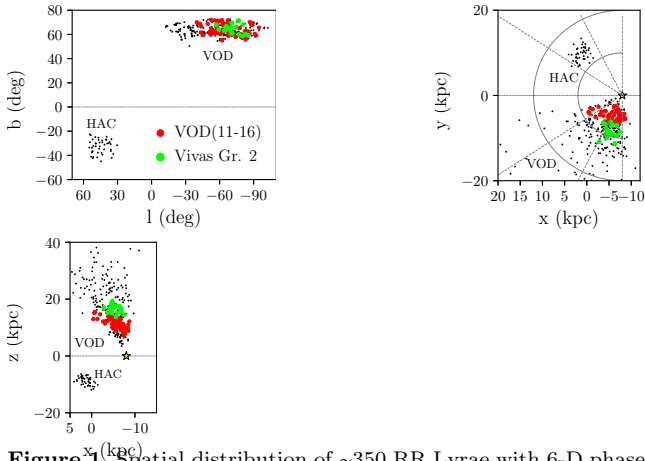 80
60
40
20
0
−20
−40
−60
b (deg)
VOD
HAC
VOD(11-16)
Vivas Gr. 2
60 30 0 −30 −60 −90
l (deg)
20
0
−20
y (kpc)
HAC
VOD
20 15 10 5 0 −5−10
x (kpc)
40
20
0
−20
z (kpc)
VOD
HAC
5 0 −10
x (kpc)
Figure 1. Spatial distribution of ~350 RR Lyrae with 6-D phase